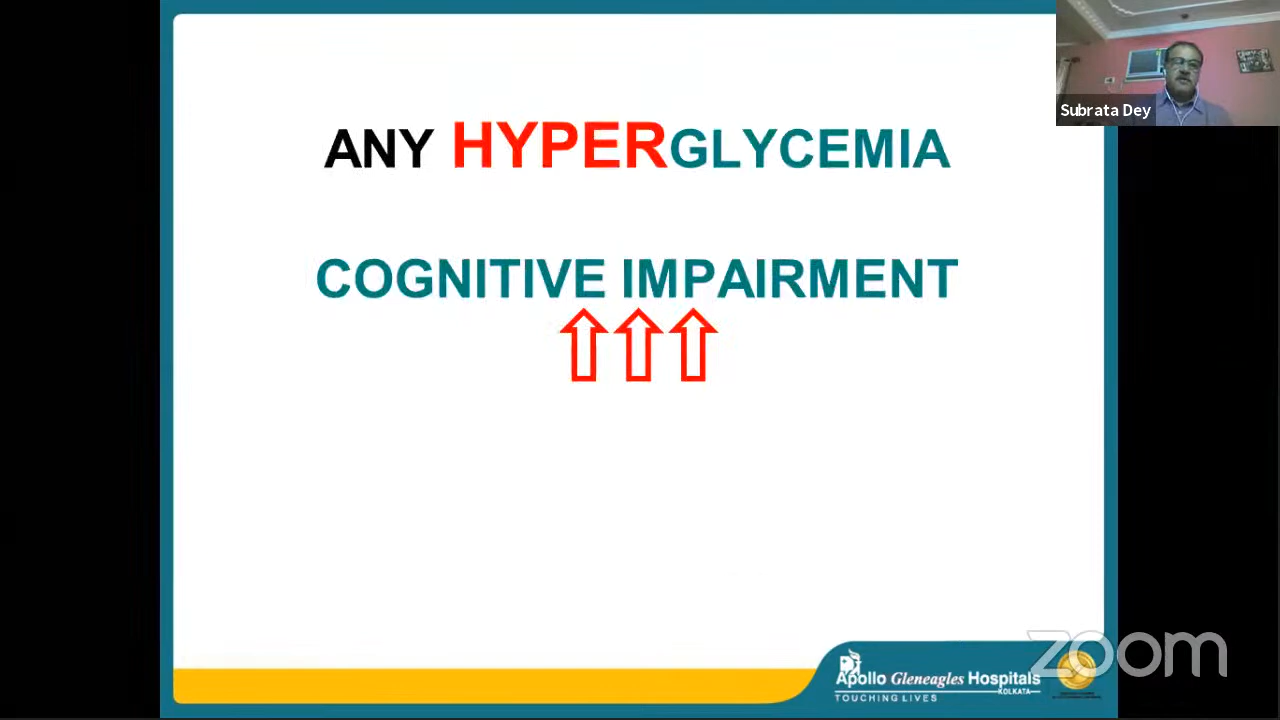 Subrata Dey
ANY HYPERGLYCEMIA
COGNITIVE IMPAIRMENT
Apollo Gleneagles Hospitals
KOLKATA
TOUCHING LIVES
zoom